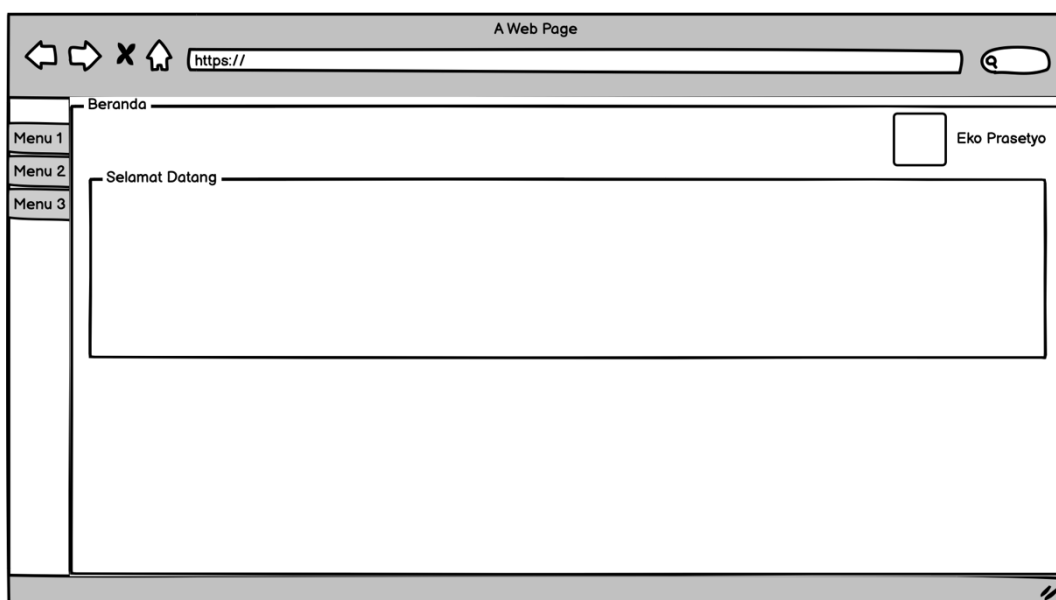 A Web Page
https://
Beranda
Menu 1
Eko Prasetyo
Menu 2
Selamat Datang
Menu 3